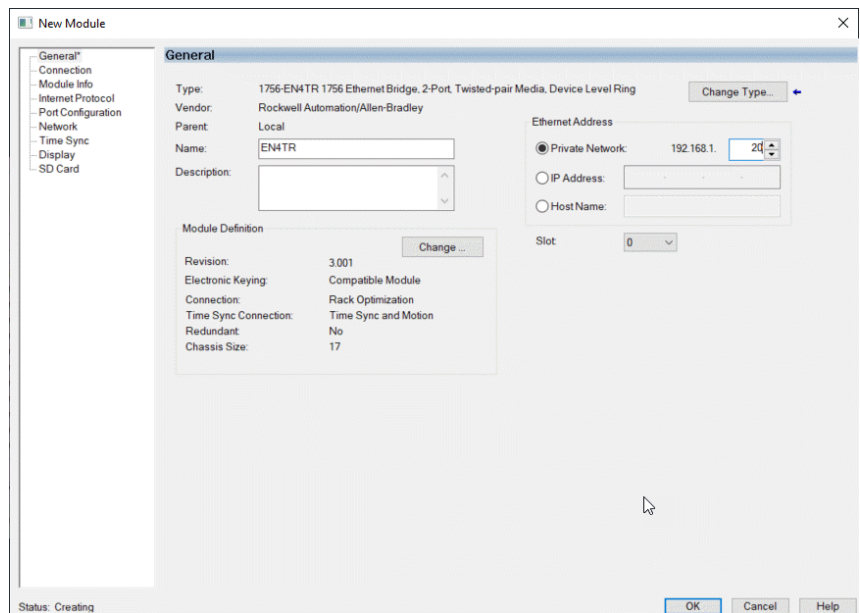 New Module
General*
Connection
Module Info
Internet Protocol
Port Configuration
Network
Time Sync
Display
SD Card
General
Type: 1756-EN4TR 1756 Ethernet Bridge, 2-Port, Twisted-pair Media, Device Level Ring
Change Type...
Vendor: Rockwell Automation/Allen-Bradley
Parent: Local
Name: EN4TR
Description:
Ethernet Address
Private Network: 192.168.1. 20
IP Address: . . .
Host Name:
Slot: 0
Module Definition
Change ...
Revision: 3.001
Electronic Keying: Compatible Module
Connection: Rack Optimization
Time Sync Connection: Time Sync and Motion
Redundant: No
Chassis Size: 17
Status: Creating
OK
Cancel
Help